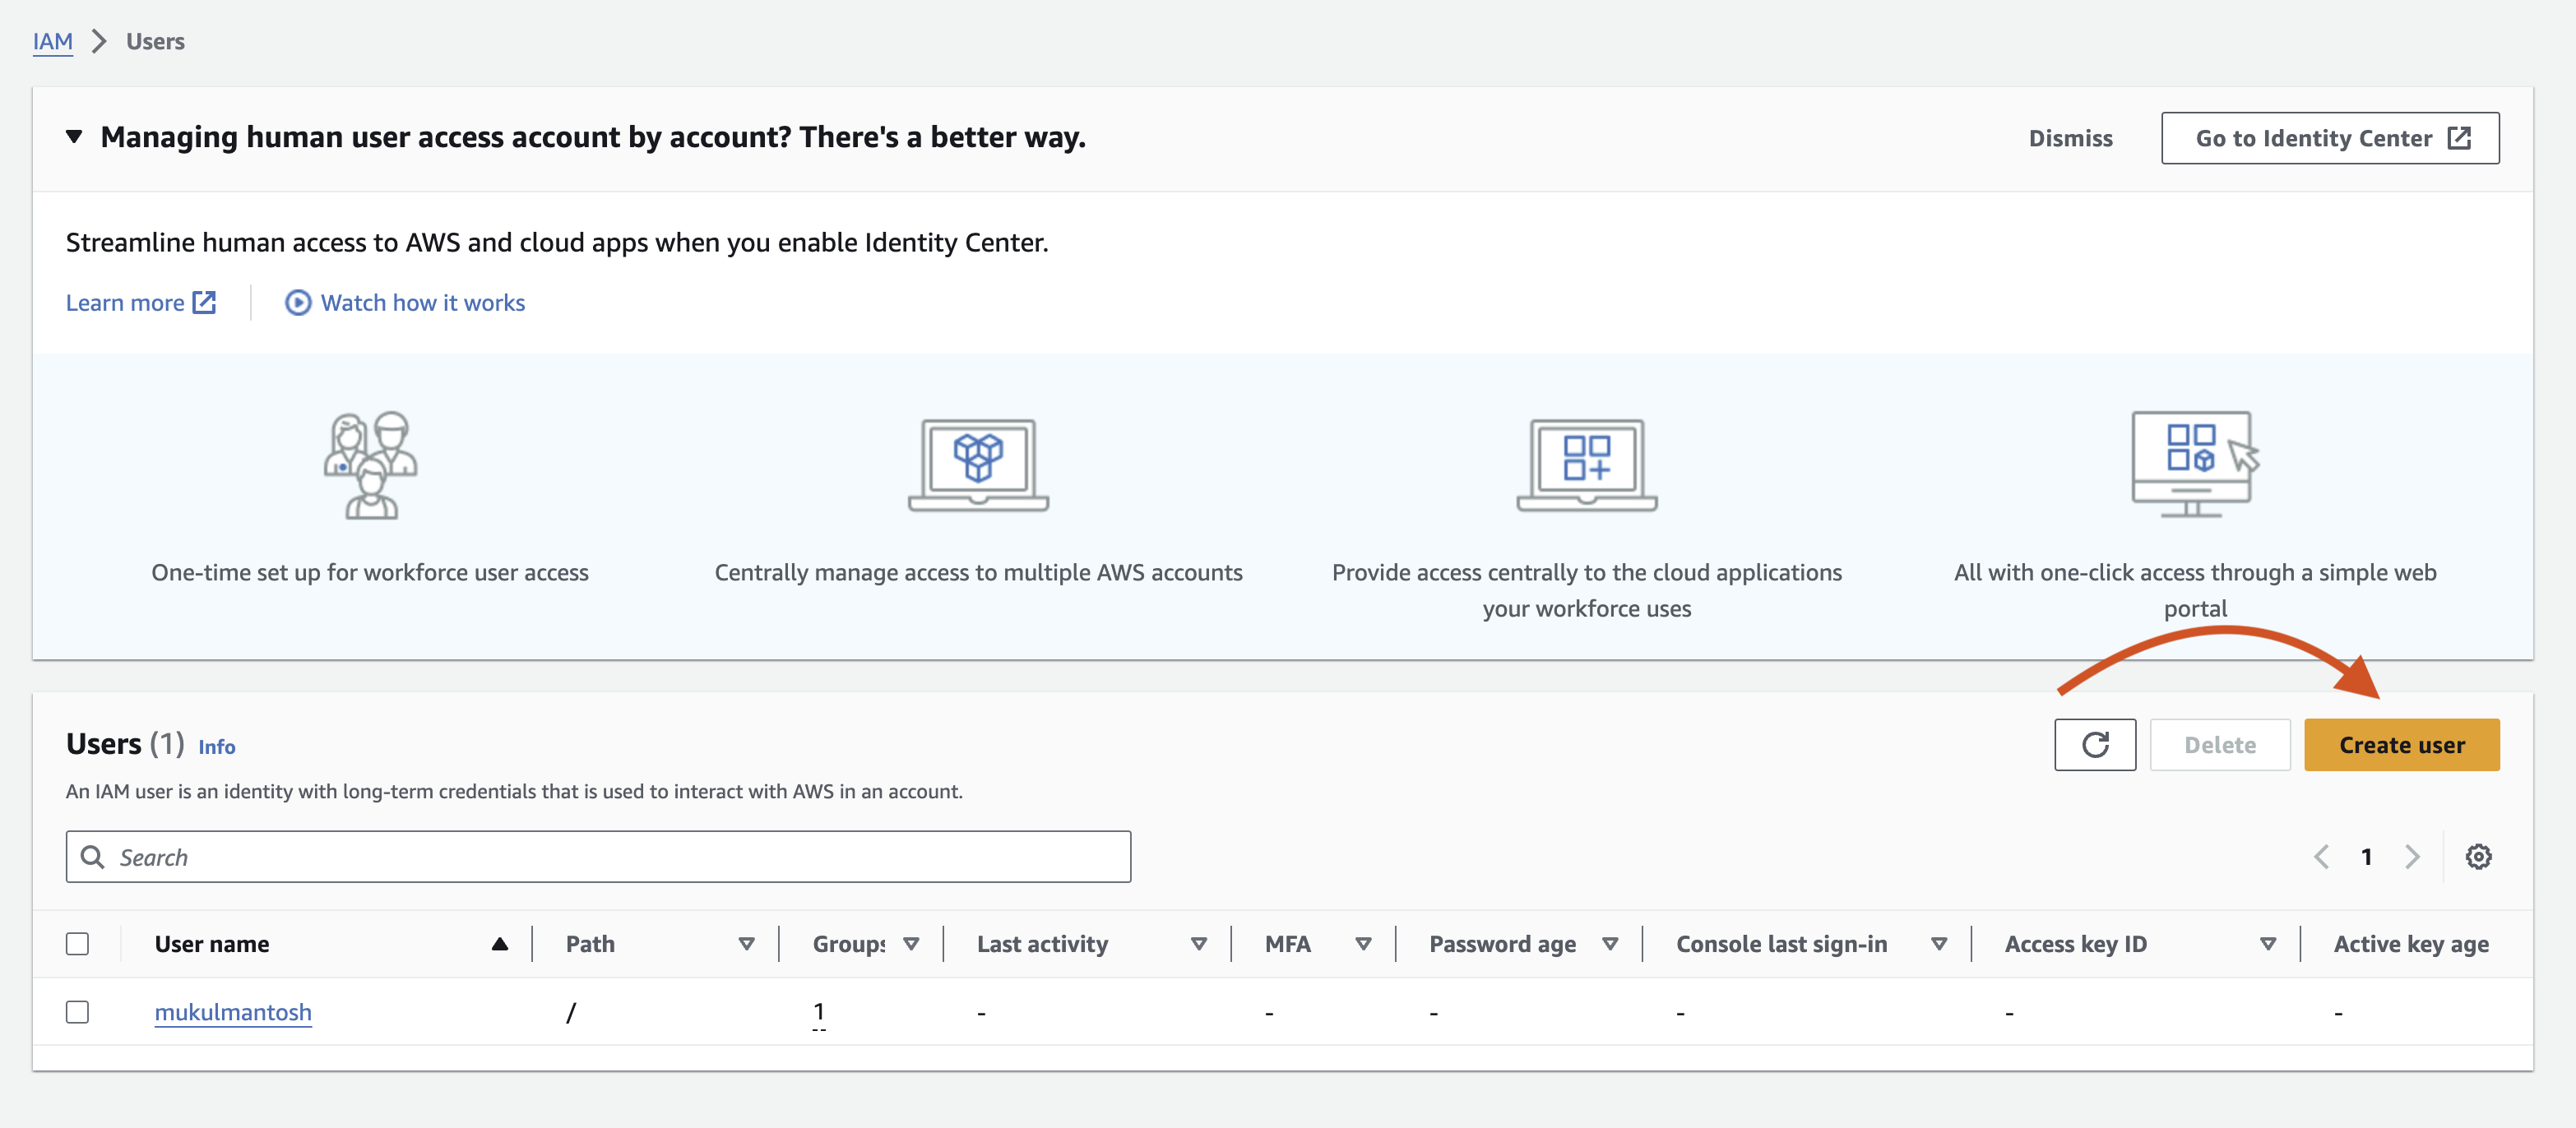 IAM > Users
Managing human user access account by account? There's a better way.
Dismiss
Go to Identity Center
Streamline human access to AWS and cloud apps when you enable Identity Center.
Learn more
Watch how it works
One-time set up for workforce user access
Centrally manage access to multiple AWS accounts
Provide access centrally to the cloud applications
your workforce uses
All with one-click access through a simple web
portal
Users (1) Info
Delete
Create user
An IAM user is an identity with long-term credentials that is used to interact with AWS in an account.
Search
1
User name Path Groups Last activity MFA Password age Console last sign-in Access key ID Active key age
mukulmantosh / 1 - - - - - -